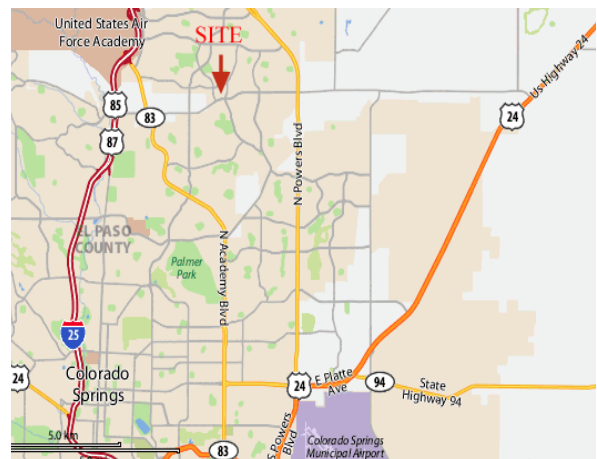 United States Air
Force Academy
SITE
85
83
87
N Powers Blvd
Us Highway 24
24
EL PASO
COUNTY
Palmer
Park
N Academy Blvd
25
Colorado
Springs
24
24
E Platte
Ave
94
State
Highway 94
5.0 km
83
S Powers
Blvd
Colorado Springs
Municipal Airport